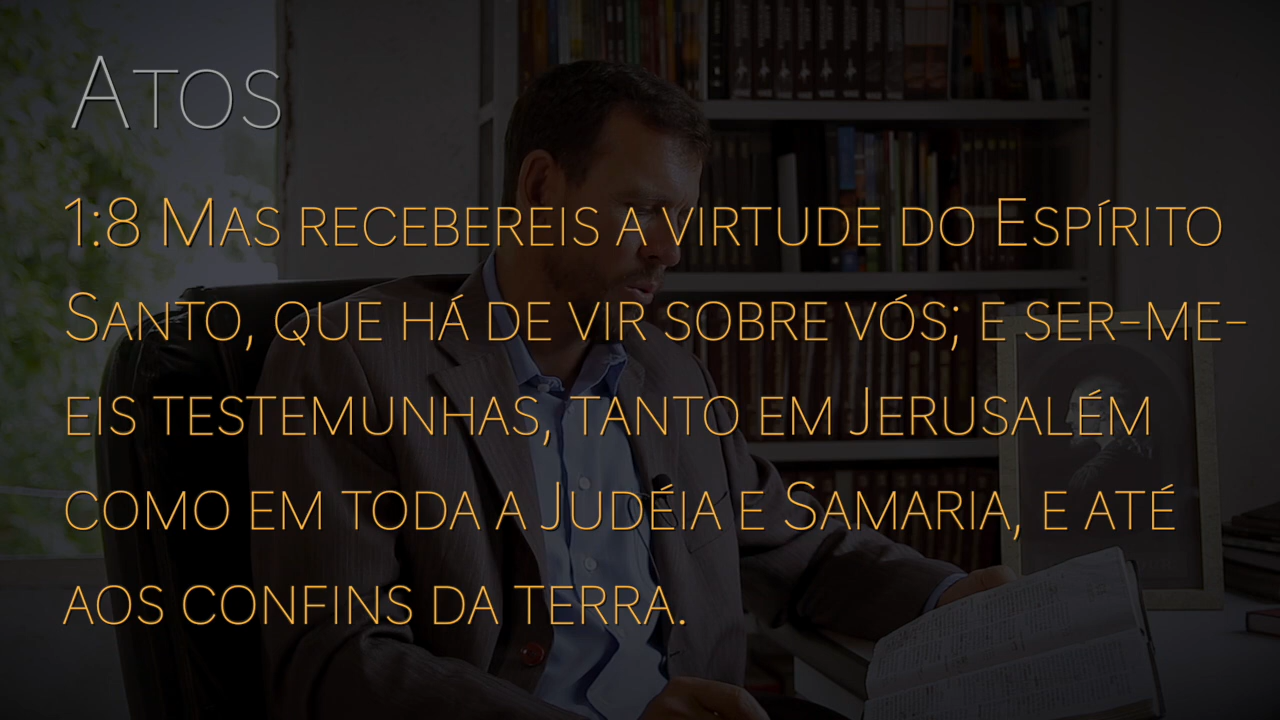 Atos
1:8 Mas recebereis a virtude do Espírito
Santo, que há de vir sobre vós; e ser-me-
eis testemunhas, tanto em Jerusalém
como em toda a Judéia e Samaria, e até
aos confins da terra.